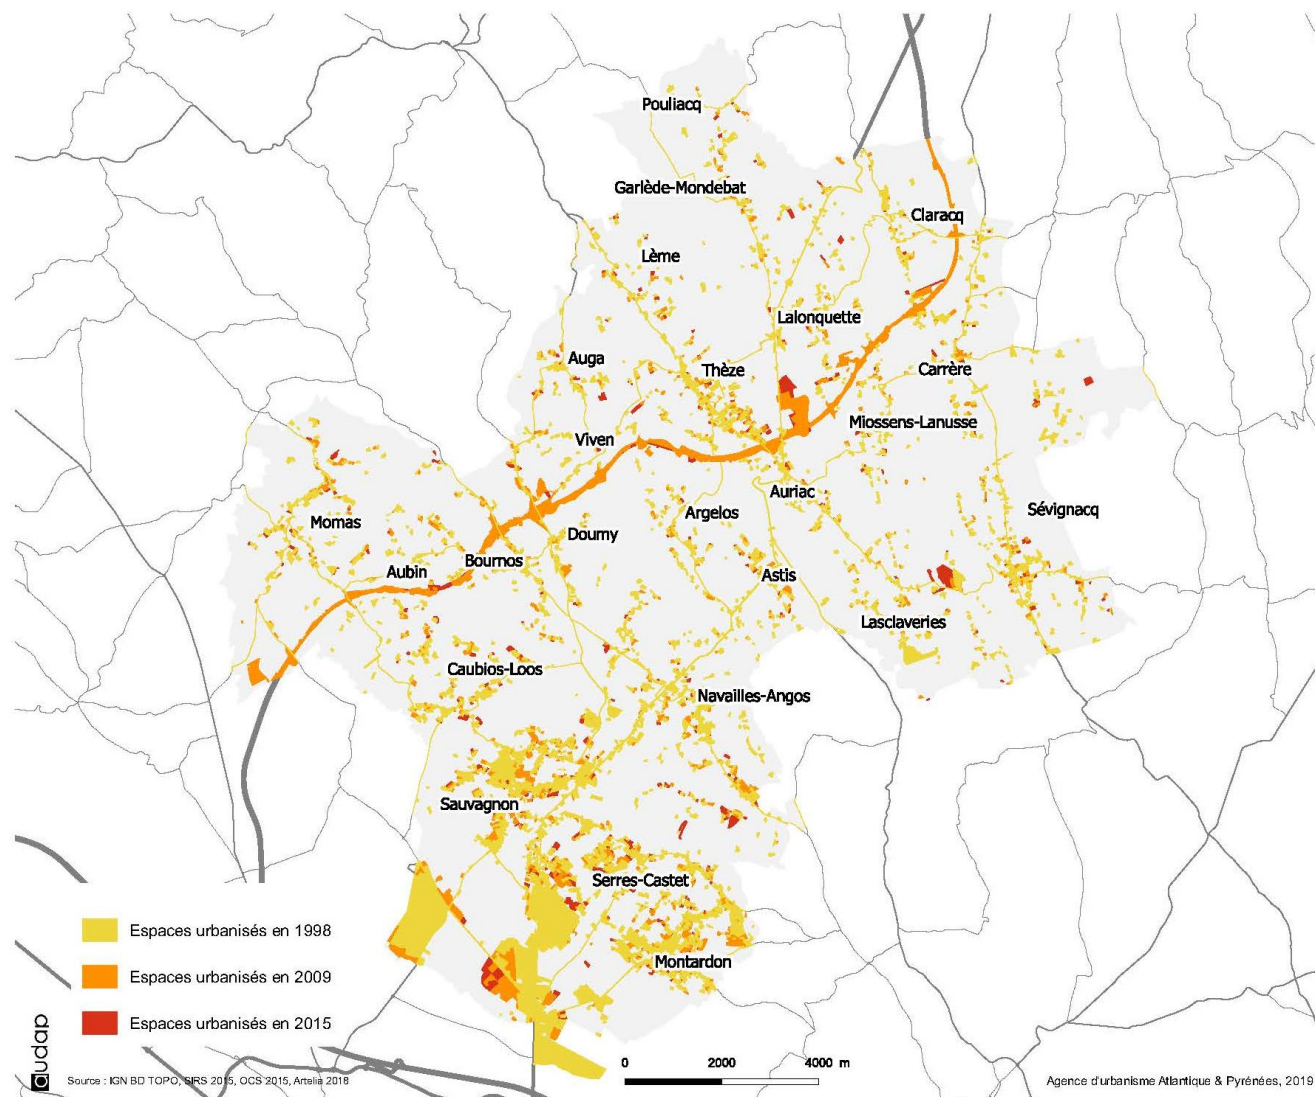 Pouliacq
Garlède-Mondebat
Claracq
Lème
Lalonquette
Auga
Thèze
Carrère
Miossens-Lanusse
Viven
Auriac
Argelos
Sévignacq
Momas
Doumy
Bournos
Aubin
Astis
Lasclaveries
Caubios-Loos
Navailles-Angos
Sauvagnon
Serres-Castet
Montardon
Espaces urbanisés en 1998
Espaces urbanisés en 2009
Espaces urbanisés en 2015
audap
0 2000 4000 m
Source : IGN BD TOPO, SIRS 2015, OCS 2015, Artelia 2018
Agence d'urbanisme Atlantique & Pyrénées, 2019